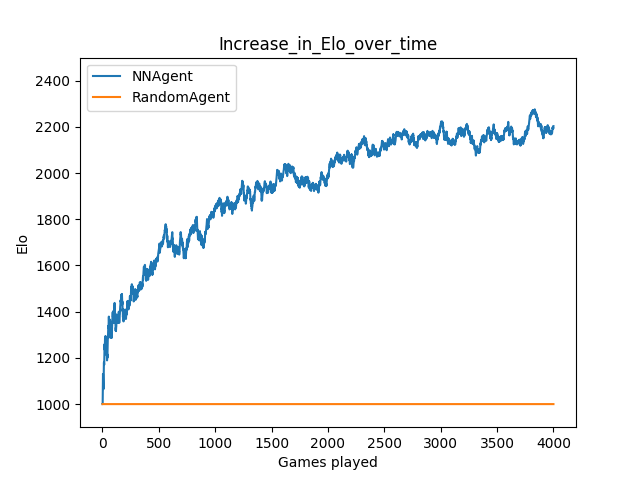 Increase_in_Elo_over_time
NNAgent
RandomAgent
2400
2200
2000
1800
1600
1400
1200
1000
Elo
0 500 1000 1500 2000 2500 3000 3500 4000
Games played